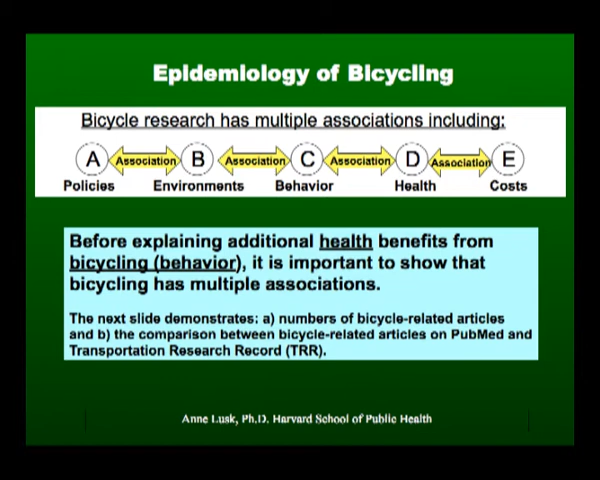 Epidemiology of Bicycling
Bicycle research has multiple associations including:
A Association B Association C Association D Association E
Policies Environments Behavior Health Costs
Before explaining additional health benefits from
bicycling (behavior), it is important to show that
bicycling has multiple associations.
The next slide demonstrates: a) numbers of bicycle-related articles
and b) the comparison between bicycle-related articles on PubMed and
Transportation Research Record (TRR).
Anne Lusk, Ph.D. Harvard School of Public Health